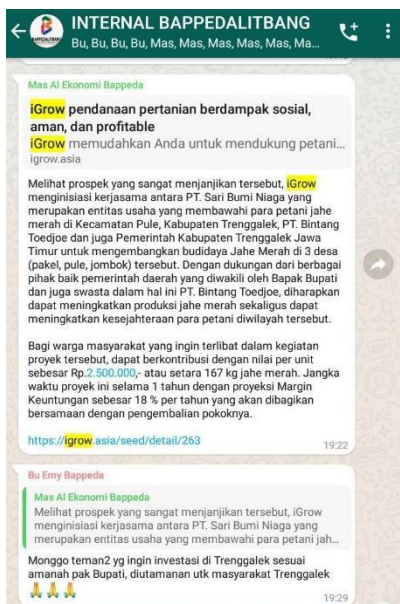 INTERNAL BAPPEDALITBANG
Bu, Bu, Bu, Bu, Mas, Mas, Mas, Mas, Mas, Ma...
Mas Al Ekonomi Bappeda
iGrow pendanaan pertanian berdampak sosial,
aman, dan profitable
iGrow memudahkan Anda untuk mendukung petani...
igrow.asia
Melihat prospek yang sangat menjanjikan tersebut, iGrow
menginisiasi kerjasama antara PT. Sari Bumi Niaga yang
merupakan entitas usaha yang membawahi para petani jahe
merah di Kecamatan Pule, Kabupaten Trenggalek, PT. Bintang
Toedjoe dan juga Pemerintah Kabupaten Trenggalek Jawa
Timur untuk mengembangkan budidaya Jahe Merah di 3 desa
(pakel, pule, jombok) tersebut. Dengan dukungan dari berbagai
pihak baik pemerintah daerah yang diwakili oleh Bapak Bupati
dan juga swasta dalam hal ini PT. Bintang Toedjoe, diharapkan
dapat meningkatkan produksi jahe merah sekaligus dapat
meningkatkan kesejahteraan para petani diwilayah tersebut.
Bagi warga masyarakat yang ingin terlibat dalam kegiatan
proyek tersebut, dapat berkontribusi dengan nilai per unit
sebesar Rp.2.500.000,- atau setara 167 kg jahe merah. Jangka
waktu proyek ini selama 1 tahun dengan proyeksi Margin
Keuntungan sebesar 18 % per tahun yang akan dibagikan
bersamaan dengan pengembalian pokoknya.
https://igrow.asia/seed/detail/263
19:22
Bu Erny Bappeda
Mas Al Ekonomi Bappeda
Melihat prospek yang sangat menjanjikan tersebut, iGrow
menginisiasi kerjasama antara PT. Sari Bumi Niaga yang
merupakan entitas usaha yang membawahi para petani jah...
Monggo teman2 yg ingin investasi di Trenggalek sesuai
amanah pak Bupati, diutamanan utk masyarakat Trenggalek
🙏🙏🙏
19:29